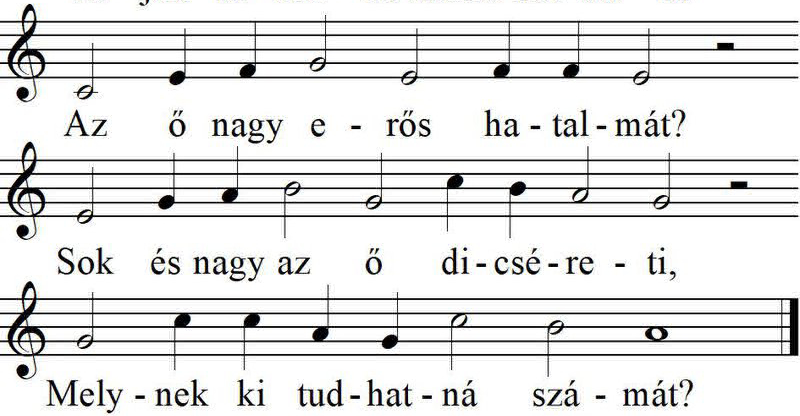 Az ő nagy e - rős ha - tal - mát?
Sok és nagy az ő di - csé - re - ti,
Mely - nek ki tud - hat - ná szá - mát?